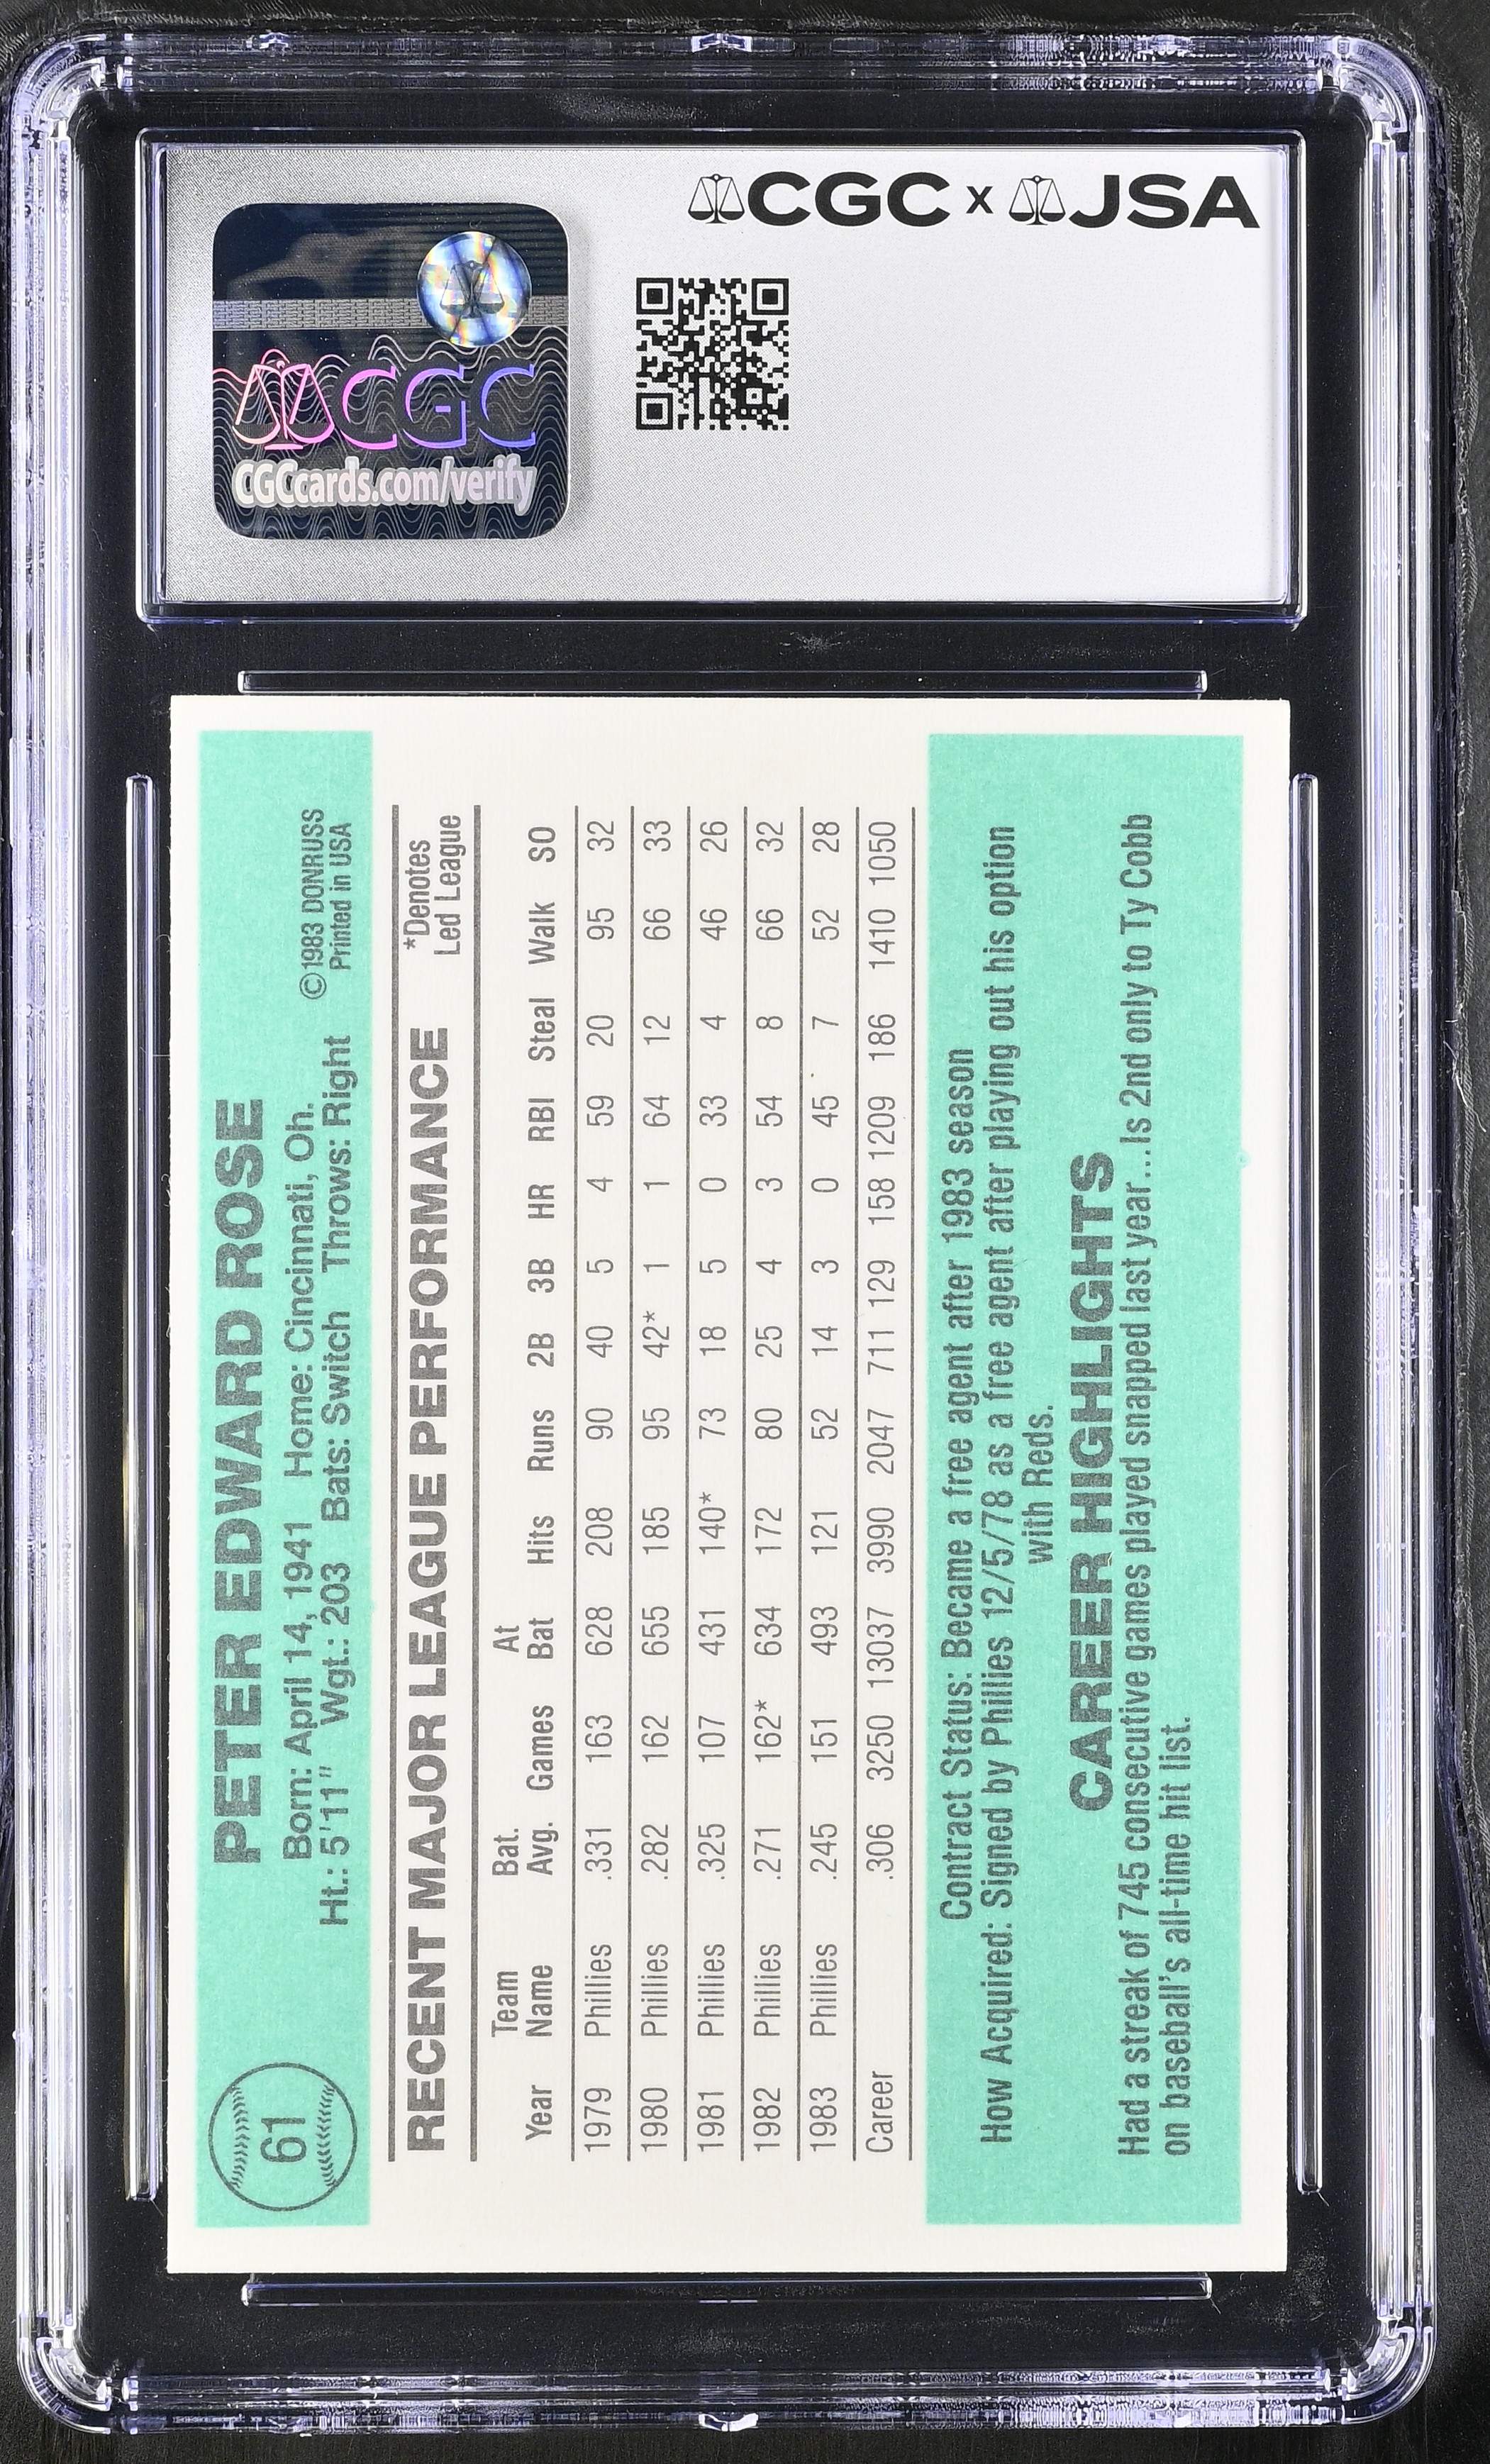 CGC x JSA
CGC
CGCcards.com/verify
61
PETER EDWARD ROSE
Born: April 14, 1941 Home: Cincinnati, Oh.
Ht.: 5'11" Wgt.: 203 Bats: Switch Throws: Right
©1983 DONRUSS
Printed in USA
RECENT MAJOR LEAGUE PERFORMANCE
*Denotes
Led League
Year Team Name Bat. Avg. Games At Bat Hits Runs 2B 3B HR RBI Steal Walk SO
1979 Phillies .331 163 628 208 90 40 5 4 59 20 95 32
1980 Phillies .282 162 655 185 95 42* 1 1 64 12 66 33
1981 Phillies .325 107 431 140* 73 18 5 0 33 4 46 26
1982 Phillies .271 162* 634 172 80 25 4 3 54 8 66 32
1983 Phillies .245 151 493 121 52 14 3 0 45 7 52 28
Career .306 3250 13037 3990 2047 711 129 158 1209 186 1410 1050
Contract Status: Became a free agent after 1983 season
How Acquired: Signed by Phillies 12/5/78 as a free agent after playing out his option
with Reds.
CAREER HIGHLIGHTS
Had a streak of 745 consecutive games played snapped last year...Is 2nd only to Ty Cobb
on baseball's all-time hit list.